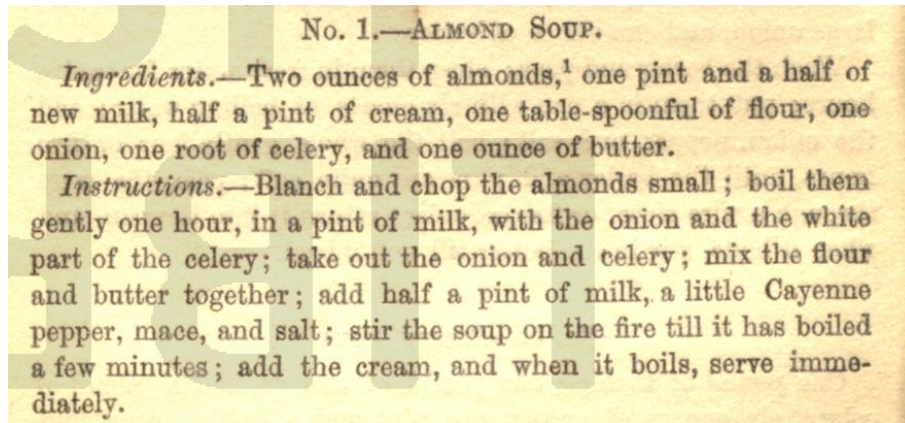 No. 1.—Almond Soup.
Ingredients.—Two ounces of almonds,¹ one pint and a half of
new milk, half a pint of cream, one table-spoonful of flour, one
onion, one root of celery, and one ounce of butter.
Instructions.—Blanch and chop the almonds small; boil them
gently one hour, in a pint of milk, with the onion and the white
part of the celery; take out the onion and celery; mix the flour
and butter together; add half a pint of milk, a little Cayenne
pepper, mace, and salt; stir the soup on the fire till it has boiled
a few minutes; add the cream, and when it boils, serve imme-
diately.